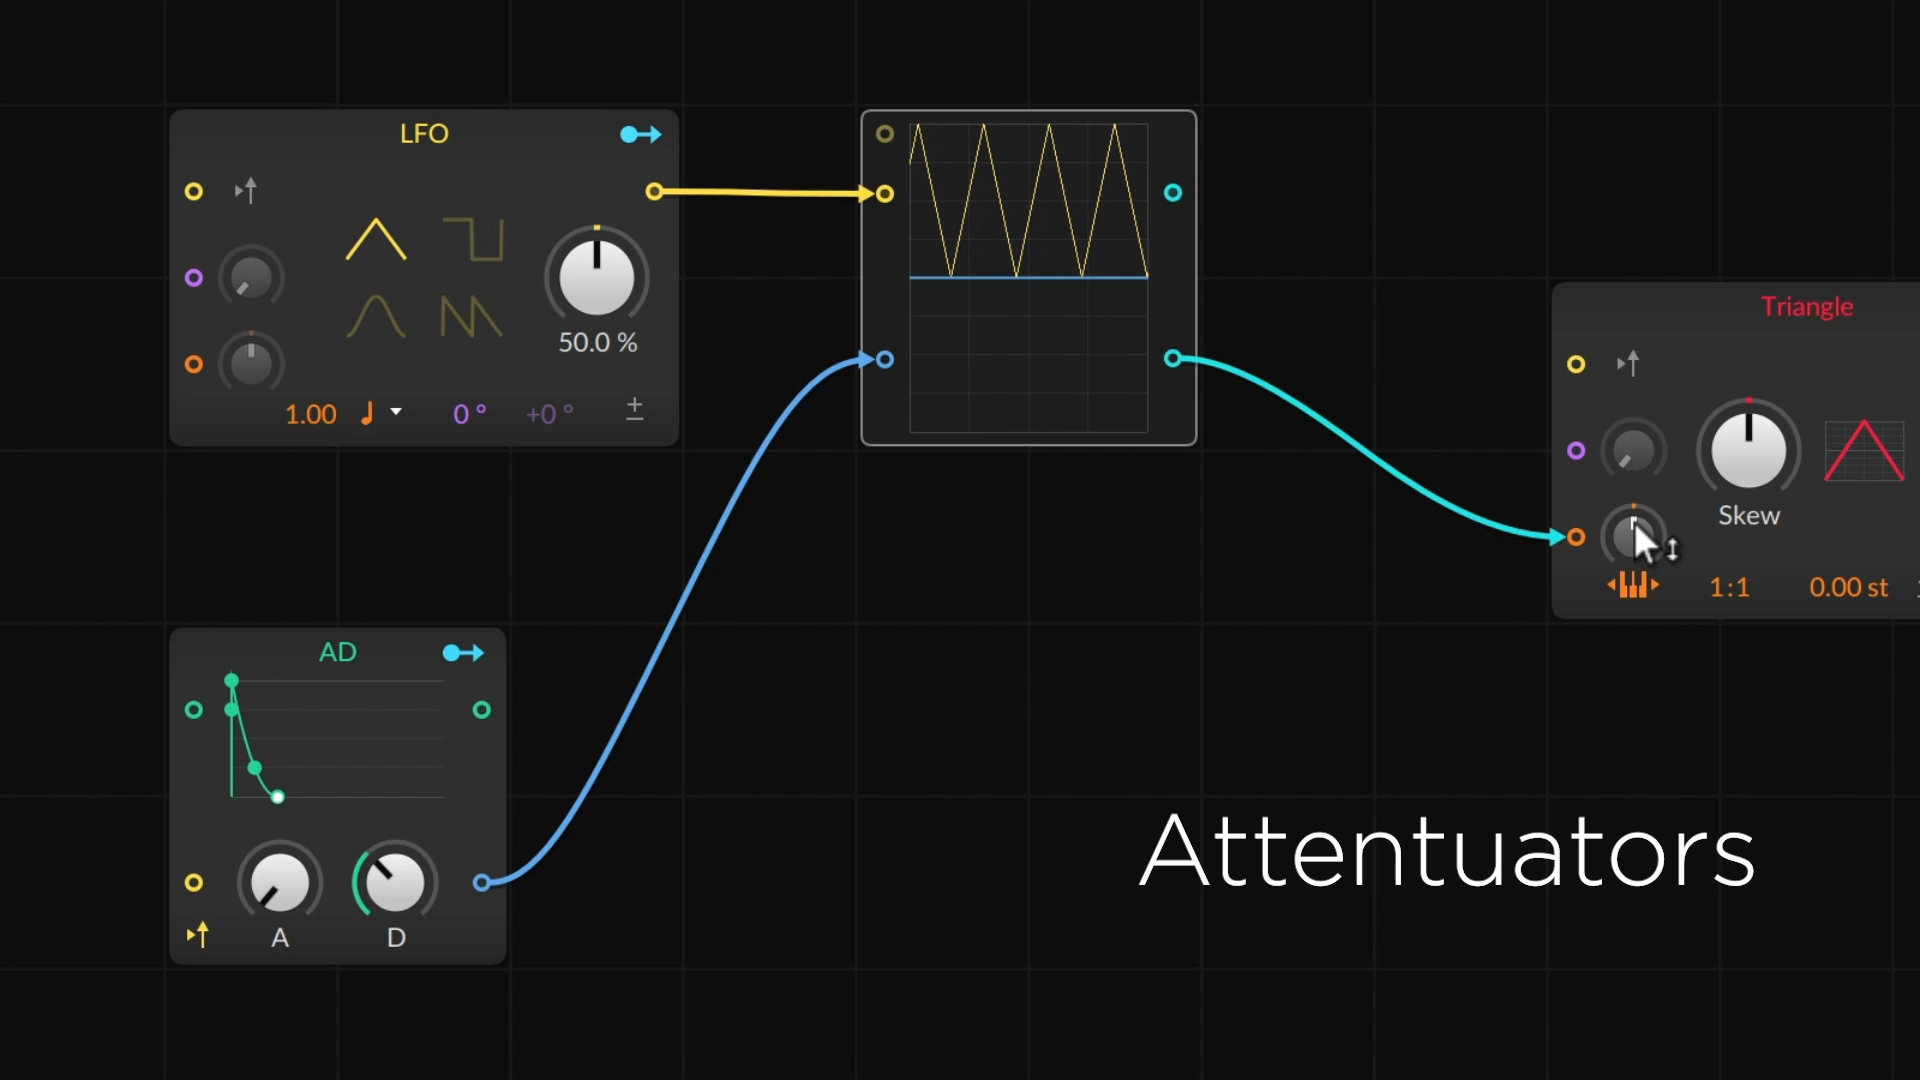 LFO
50.0 %
1.00
0 °
+0 °
±
Triangle
Skew
1:1
0.00 st
AD
A
D
Attentuators